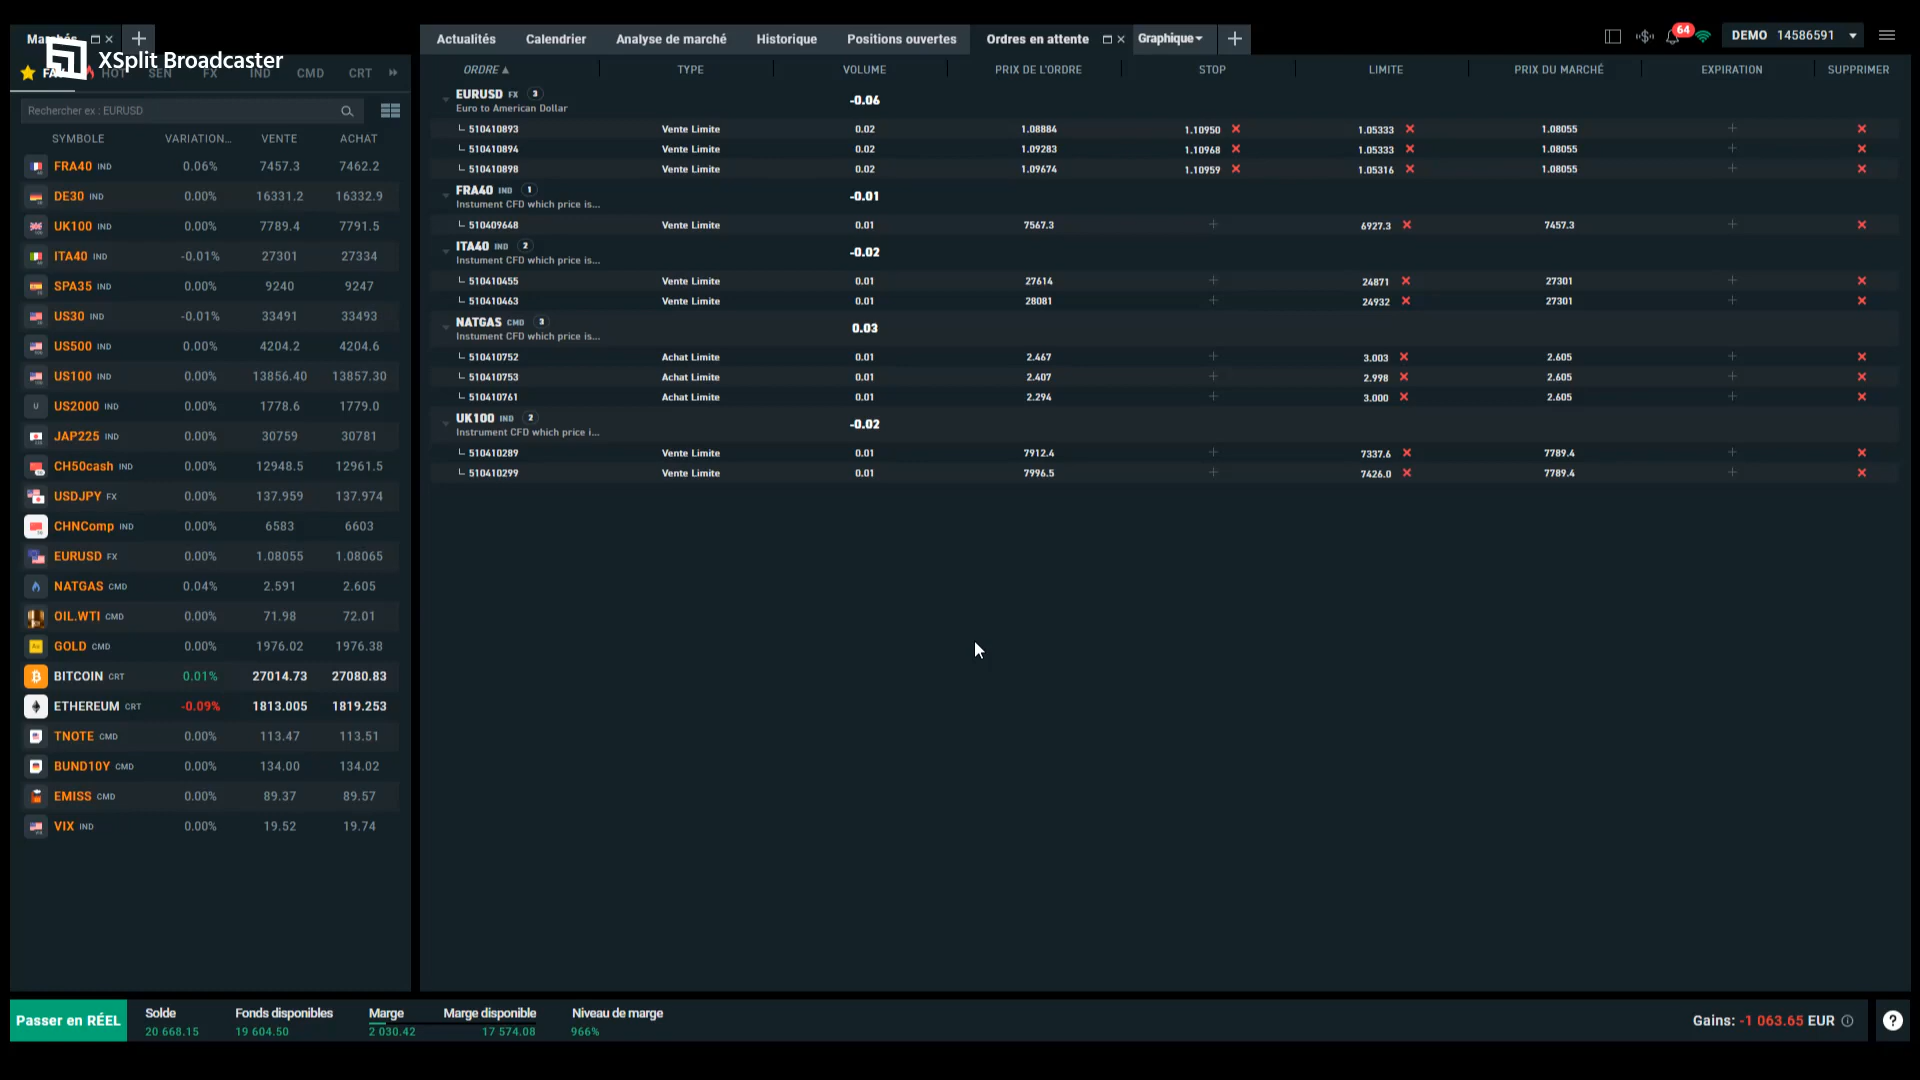 Marchés
XSplit Broadcaster
FAV HOT SEN FX IND CMD CRT
Rechercher ex : EURUSD
SYMBOLE VARIATION... VENTE ACHAT
FRA40 IND 0.06% 7457.3 7462.2
DE30 IND 0.00% 16331.2 16332.9
UK100 IND 0.00% 7789.4 7791.5
ITA40 IND -0.01% 27301 27334
SPA35 IND 0.00% 9240 9247
US30 IND -0.01% 33491 33493
US500 IND 0.00% 4204.2 4204.6
US100 IND 0.00% 13856.40 13857.30
U US2000 IND 0.00% 1778.6 1779.0
JAP225 IND 0.00% 30759 30781
CH50cash IND 0.00% 12948.5 12961.5
USDJPY FX 0.00% 137.959 137.974
CHNComp IND 0.00% 6583 6603
EURUSD FX 0.00% 1.08055 1.08065
NATGAS CMD 0.04% 2.591 2.605
OIL.WTI CMD 0.00% 71.98 72.01
GOLD CMD 0.00% 1976.02 1976.38
BITCOIN CRT 0.01% 27014.73 27080.83
ETHEREUM CRT -0.09% 1813.005 1819.253
TNOTE CMD 0.00% 113.47 113.51
BUND10Y CMD 0.00% 134.00 134.02
EMISS CMD 0.00% 89.37 89.57
VIX IND 0.00% 19.52 19.74
Actualités Calendrier Analyse de marché Historique Positions ouvertes Ordres en attente Graphique
64 DEMO 14586591
ORDRE TYPE VOLUME PRIX DE L'ORDRE STOP LIMITE PRIX DU MARCHÉ EXPIRATION SUPPRIMER
EURUSD FX 3 -0.06
Euro to American Dollar
510410893 Vente Limite 0.02 1.08884 1.10950 1.05333 1.08055
510410894 Vente Limite 0.02 1.09283 1.10968 1.05333 1.08055
510410898 Vente Limite 0.02 1.09674 1.10959 1.05316 1.08055
FRA40 IND 1 -0.01
Instument CFD which price is...
510409648 Vente Limite 0.01 7567.3 6927.3 7457.3
ITA40 IND 2 -0.02
Instument CFD which price is...
510410455 Vente Limite 0.01 27614 24871 27301
510410463 Vente Limite 0.01 28081 24932 27301
NATGAS CMD 3 0.03
Instument CFD which price is...
510410752 Achat Limite 0.01 2.467 3.003 2.605
510410753 Achat Limite 0.01 2.407 2.998 2.605
510410761 Achat Limite 0.01 2.294 3.000 2.605
UK100 IND 2 -0.02
Instrument CFD which price i...
510410289 Vente Limite 0.01 7912.4 7337.6 7789.4
510410299 Vente Limite 0.01 7996.5 7426.0 7789.4
Passer en RÉEL
Solde Fonds disponibles Marge Marge disponible Niveau de marge
20 668.15 19 604.50 2 030.42 17 574.08 966%
Gains: -1 063.65 EUR